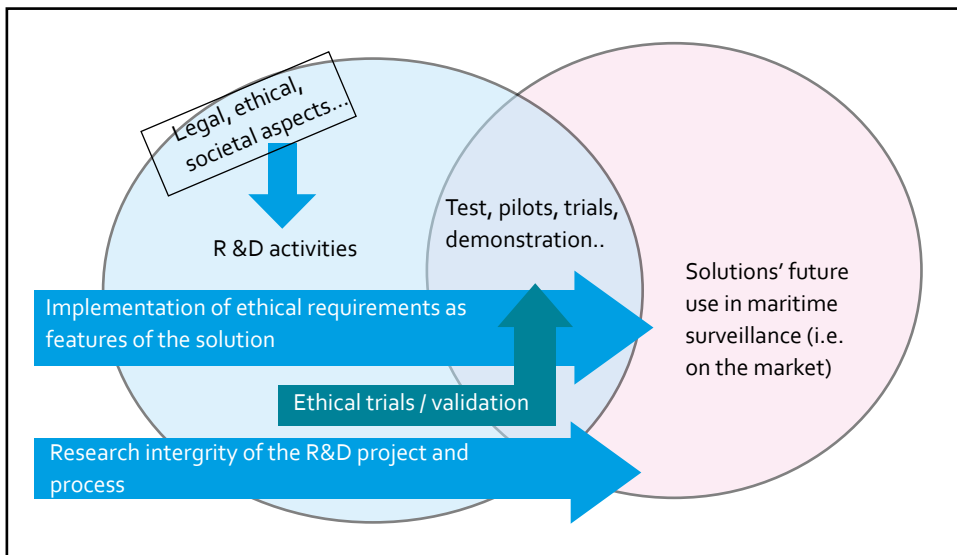 Legal, ethical,
societal aspects...
R &D activities
Test, pilots, trials,
demonstration..
Solutions' future
use in maritime
surveillance (i.e.
on the market)
Implementation of ethical requirements as
features of the solution
Ethical trials / validation
Research intergrity of the R&D project and
process